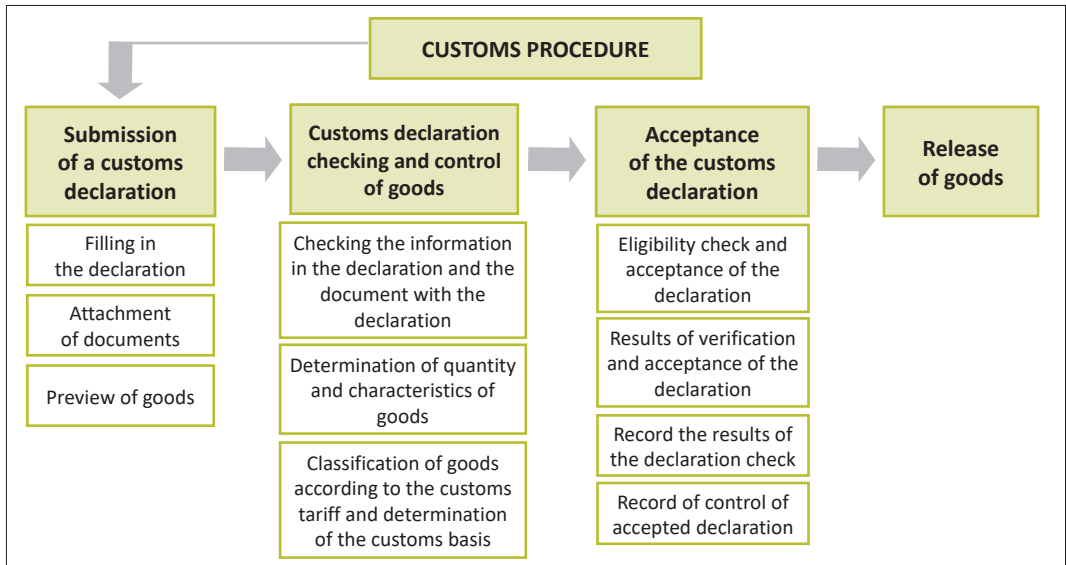 CUSTOMS PROCEDURE
Submission
of a customs
declaration
Filling in
the declaration
Attachment
of documents
Preview of goods
Customs declaration
checking and control
of goods
Checking the information
in the declaration and the
document with the
declaration
Determination of quantity
and characteristics of
goods
Classification of goods
according to the customs
tariff and determination
of the customs basis
Acceptance
of the customs
declaration
Eligibility check and
acceptance of the
declaration
Results of verification
and acceptance of the
declaration
Record the results of
the declaration check
Record of control of
accepted declaration
Release
of goods